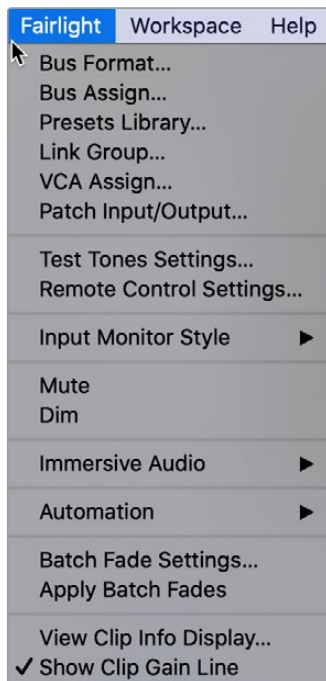 Fairlight Workspace Help
Bus Format...
Bus Assign...
Presets Library...
Link Group...
VCA Assign...
Patch Input/Output...
Test Tones Settings...
Remote Control Settings...
Input Monitor Style
Mute
Dim
Immersive Audio
Automation
Batch Fade Settings...
Apply Batch Fades
View Clip Info Display...
✓ Show Clip Gain Line